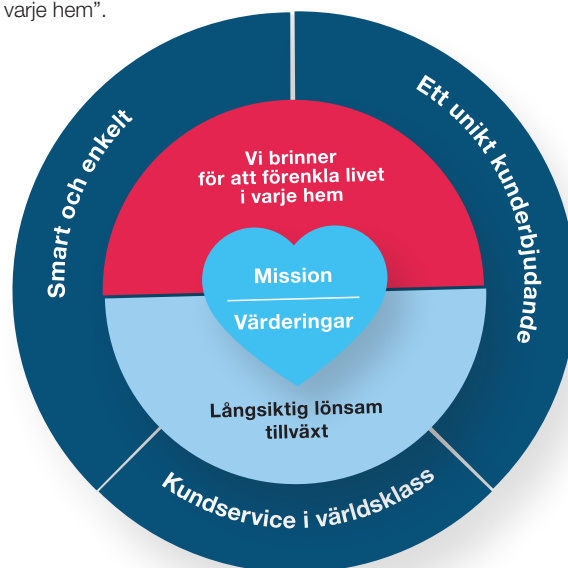 varje hem”.
Smart och enkelt
Ett unikt kunderbjudande
Vi brinner
för att förenkla livet
i varje hem
Mission
Värderingar
Långsiktig lönsam
tillväxt
Kundservice i världsklass